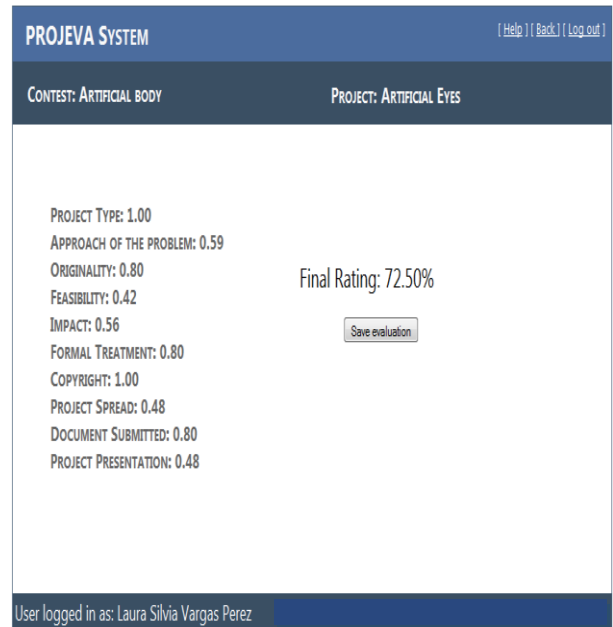 PROJEVA SYSTEM [ Help ] [ Back ] [ Log out ]
CONTEST: ARTIFICIAL BODY PROJECT: ARTIFICIAL EYES
PROJECT TYPE: 1.00
APPROACH OF THE PROBLEM: 0.59
ORIGINALITY: 0.80
FEASIBILITY: 0.42
IMPACT: 0.56
FORMAL TREATMENT: 0.80
COPYRIGHT: 1.00
PROJECT SPREAD: 0.48
DOCUMENT SUBMITTED: 0.80
PROJECT PRESENTATION: 0.48
Final Rating: 72.50%
Save evaluation
User logged in as: Laura Silvia Vargas Perez